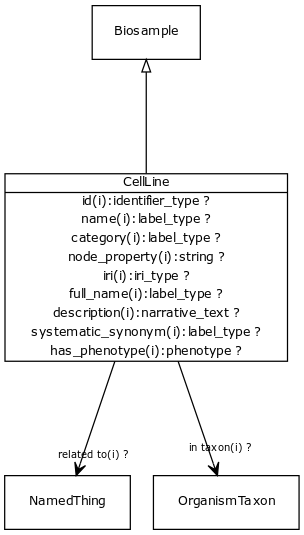 Biosample
CellLine
id(i):identifier_type ?
name(i):label_type ?
category(i):label_type ?
node_property(i):string ?
iri(i):iri_type ?
full_name(i):label_type ?
description(i):narrative_text ?
systematic_synonym(i):label_type ?
has_phenotype(i):phenotype ?
related to(i) ?
in taxon(i) ?
NamedThing
OrganismTaxon